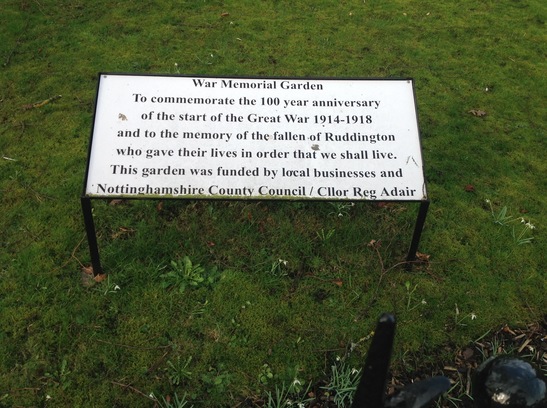 War Memorial Garden
To commemorate the 100 year anniversary
of the start of the Great War 1914-1918
and to the memory of the fallen of Ruddington
who gave their lives in order that we shall live.
This garden was funded by local businesses and
Nottinghamshire County Council / Cllor Reg Adair